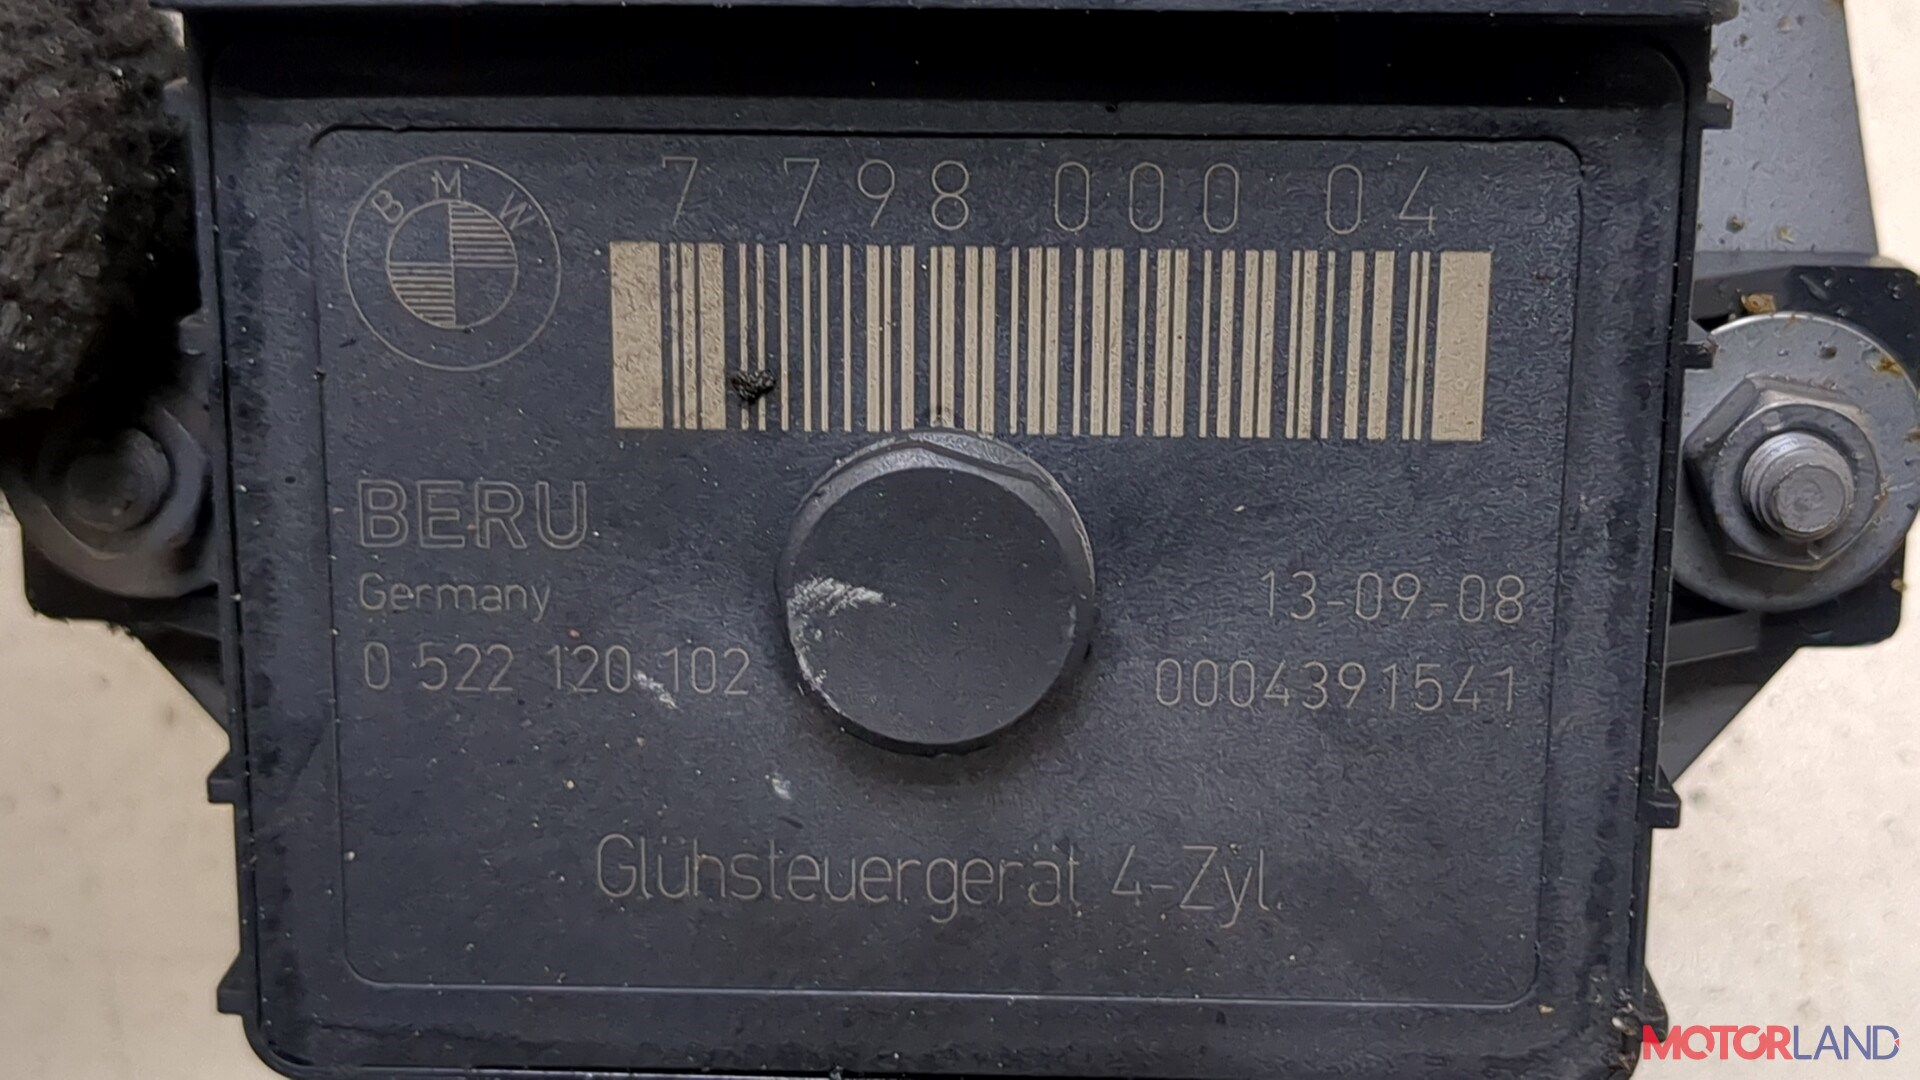 BMW
7 798 000 04
BERU
Germany
13-09-08
0 522 120 102
0004391541
Glühsteuergerät 4-Zyl.
MOTORLAND